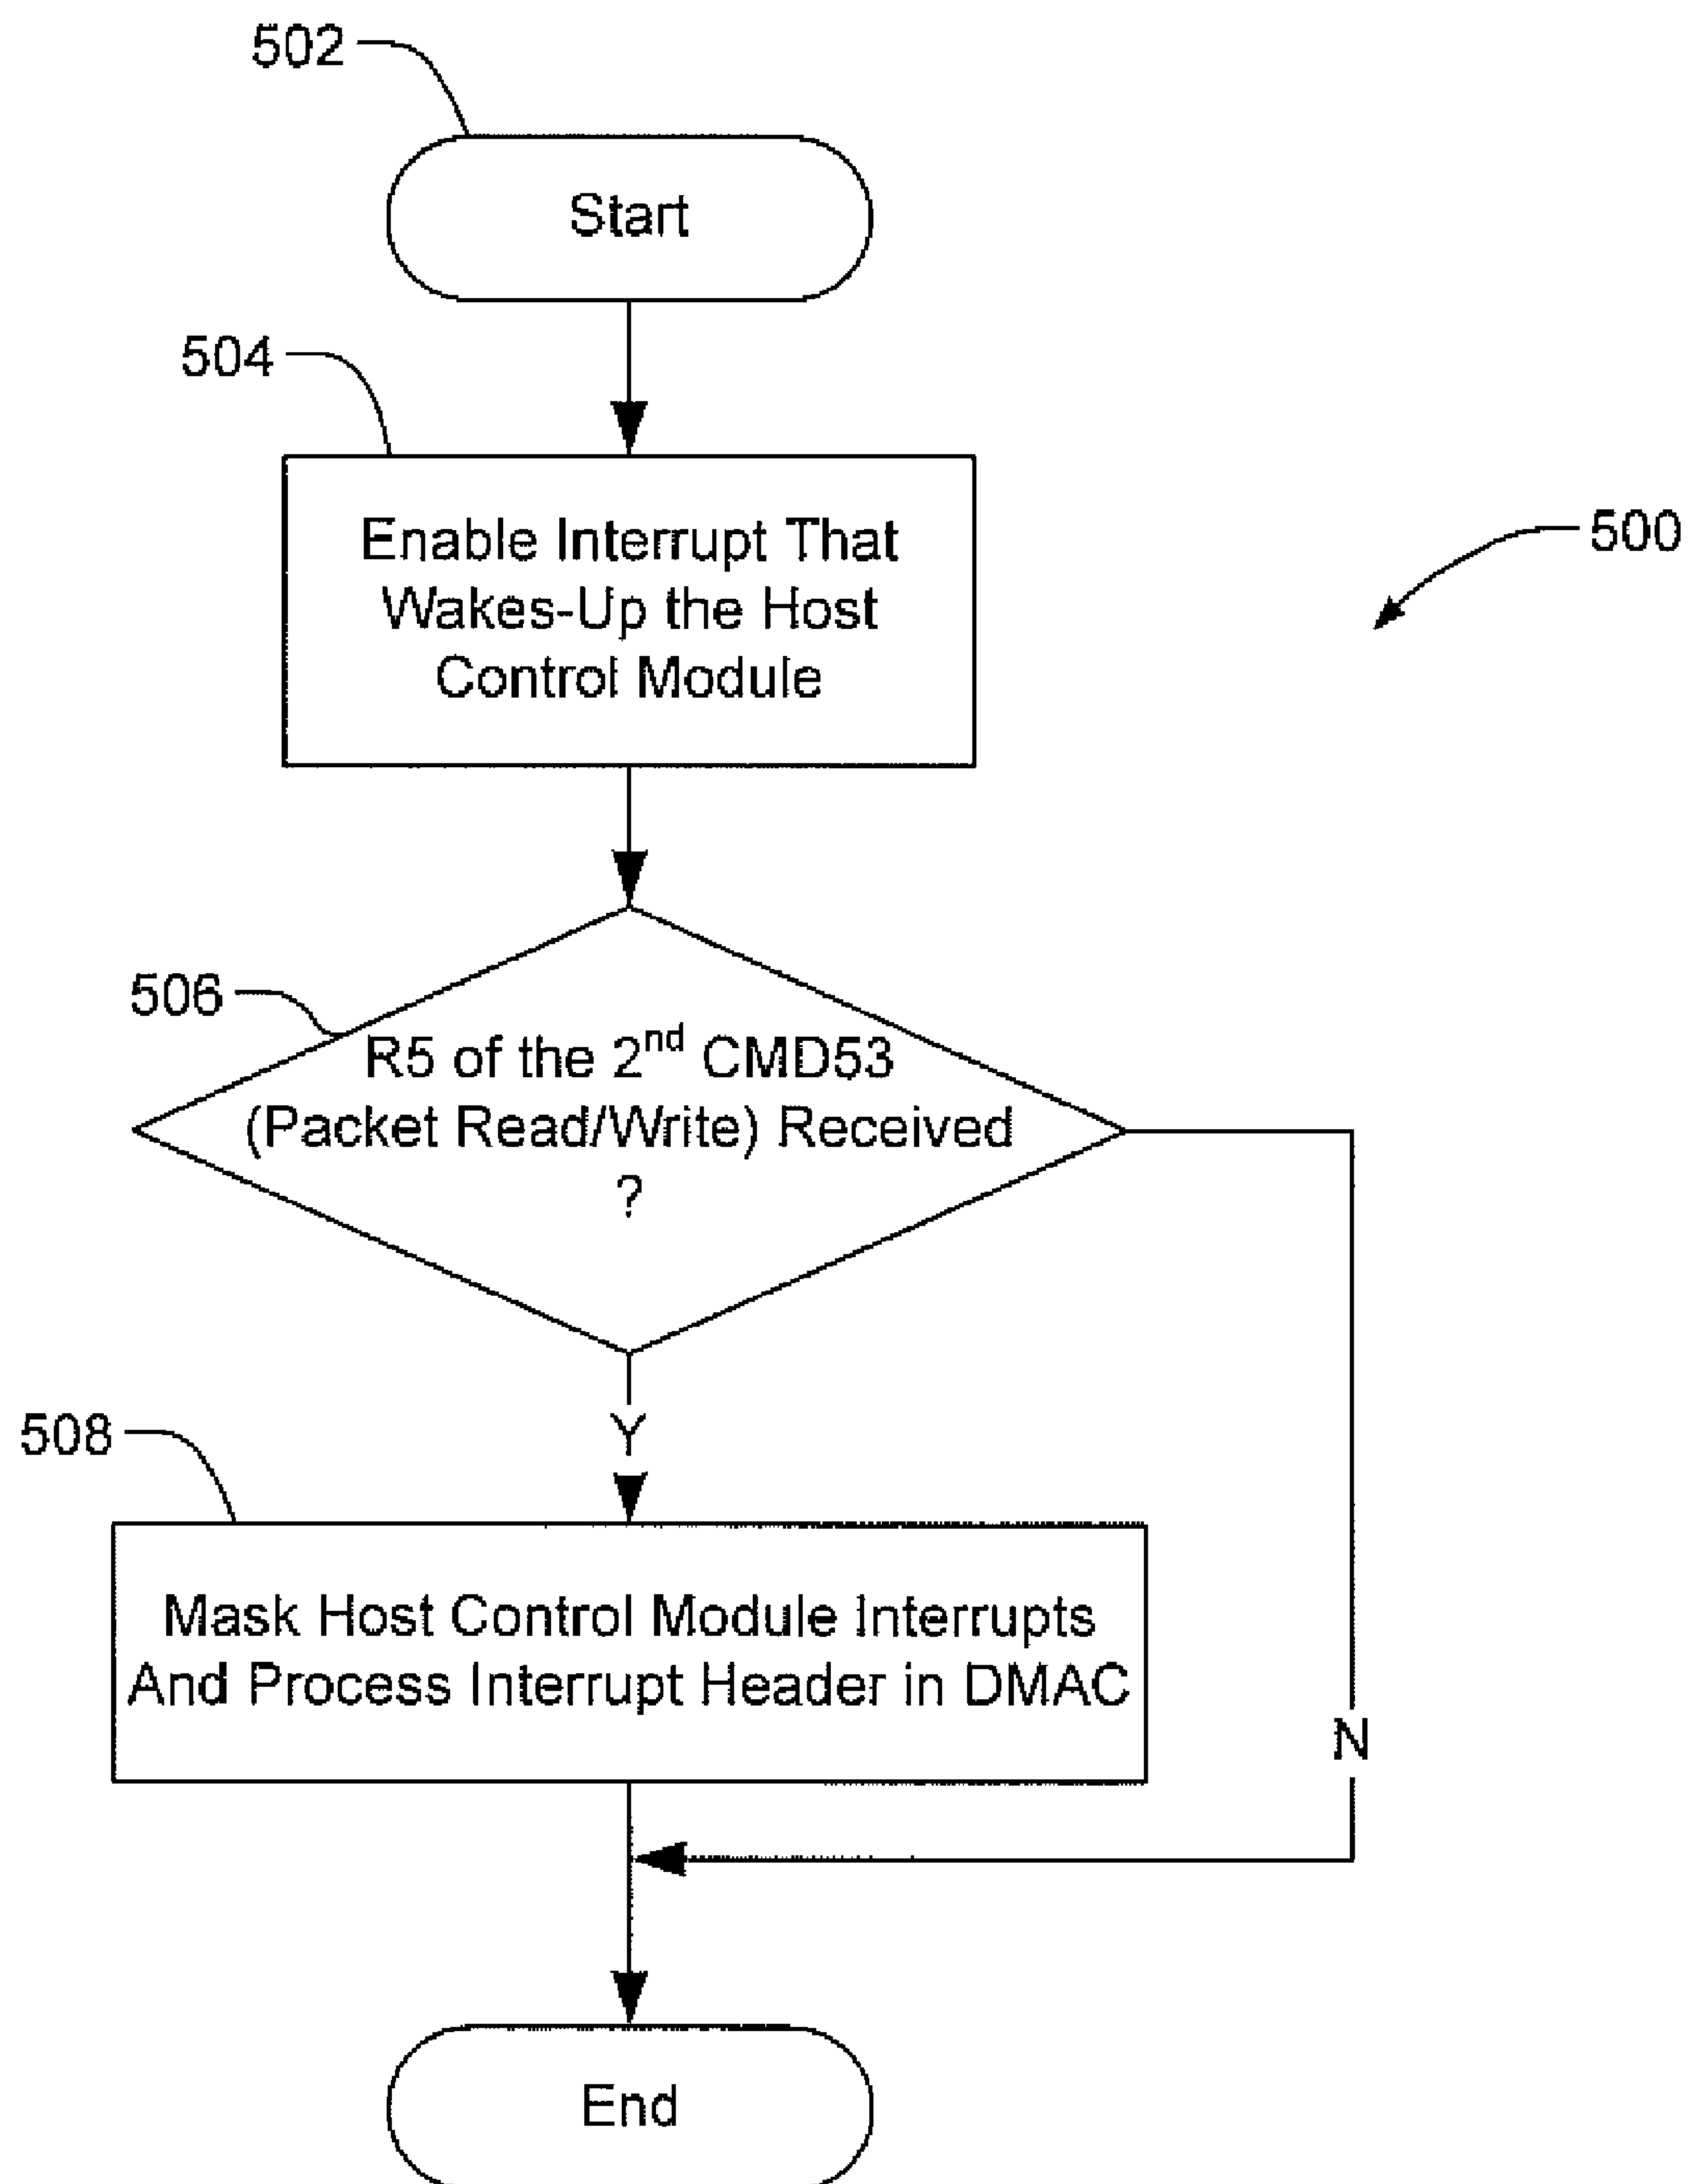 502
Start
504
Enable Interrupt That
Wakes-Up the Host
Control Module
500
506
R5 of the 2nd CMD53
(Packet Read/Write) Received
?
Y
508
Mask Host Control Module Interrupts
And Process Interrupt Header in DMAC
N
End